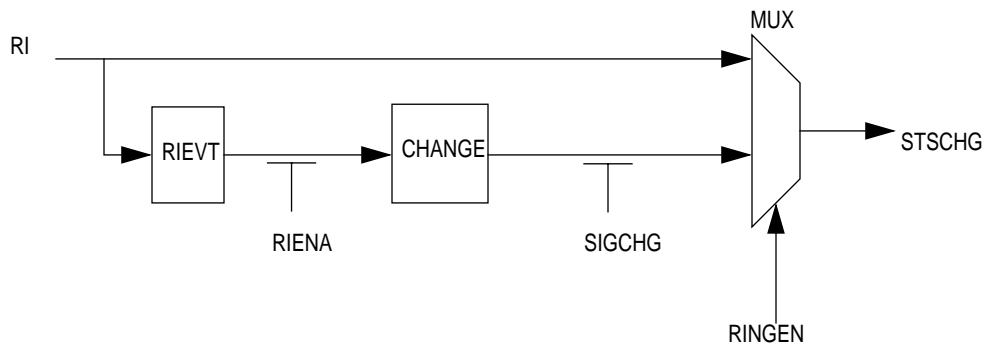 MUX
RI
RIEVT
CHANGE
STSCHG
RIENA
SIGCHG
RINGEN